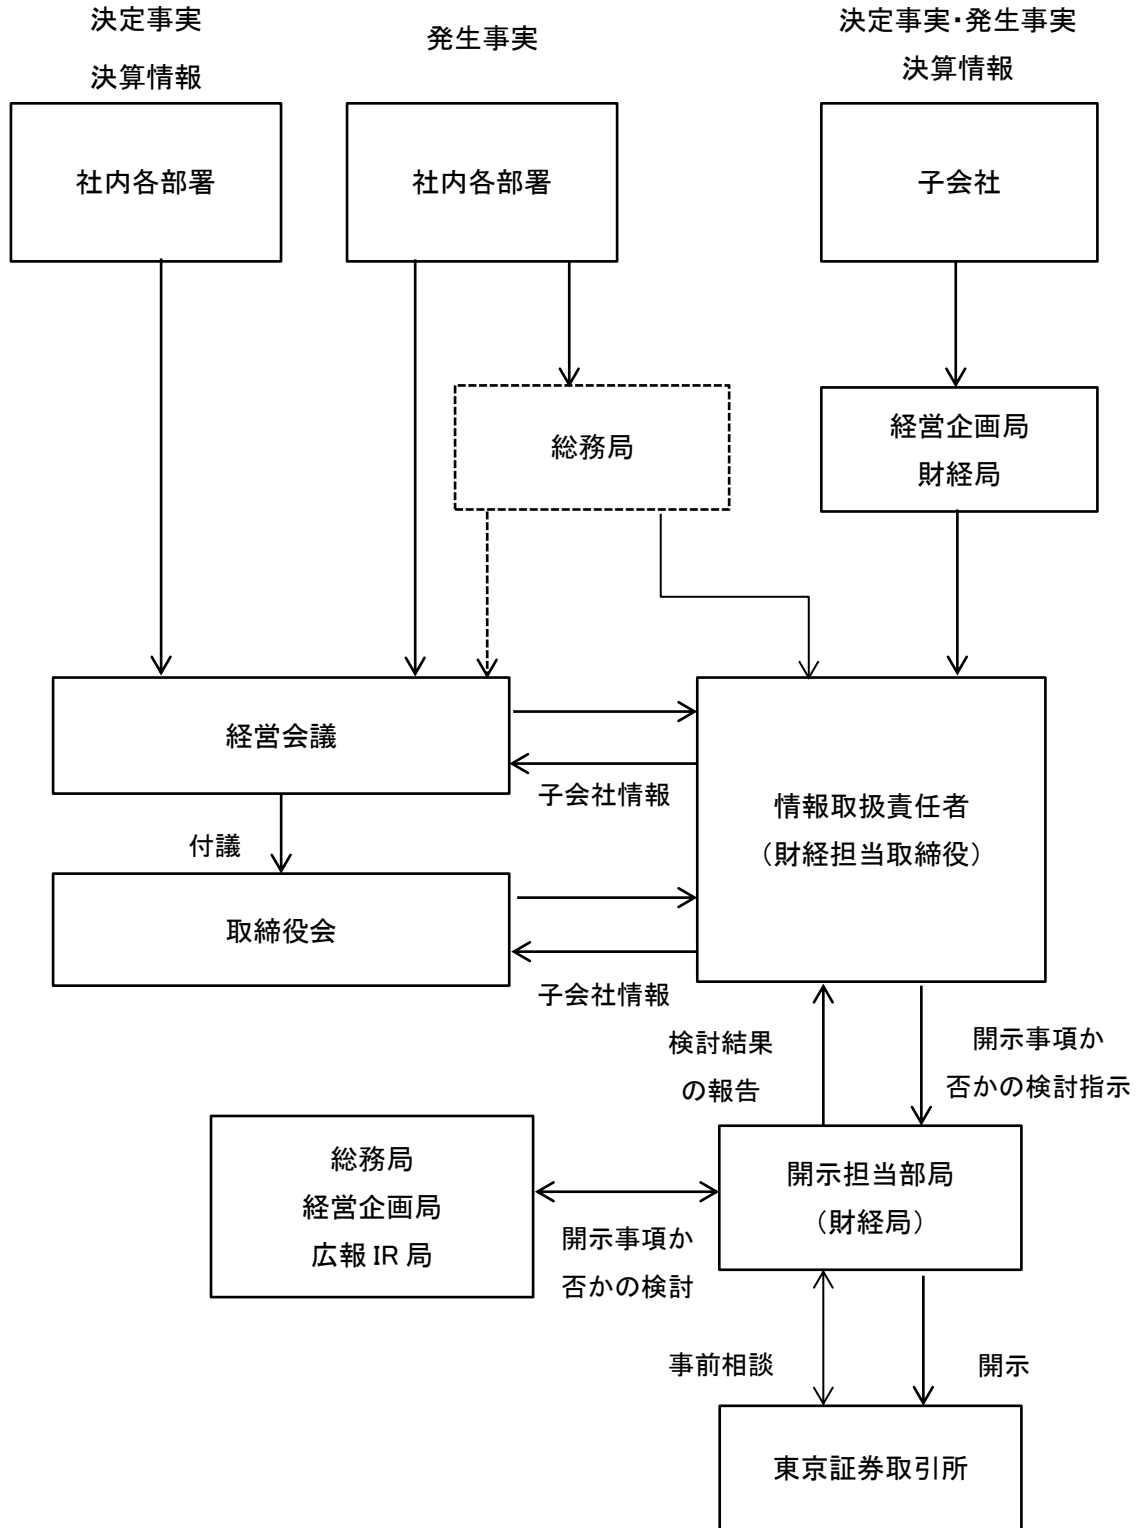 決定事実
決算情報
発生事実
決定事実・発生事実
決算情報
社内各部署
社内各部署
子会社
総務局
経営企画局
財経局
経営会議
子会社情報
情報取扱責任者
（財経担当取締役）
付議
取締役会
子会社情報
検討結果
の報告
開示事項か
否かの検討指示
総務局
経営企画局
広報 IR 局
開示事項か
否かの検討
開示担当部局
（財経局）
事前相談
開示
東京証券取引所